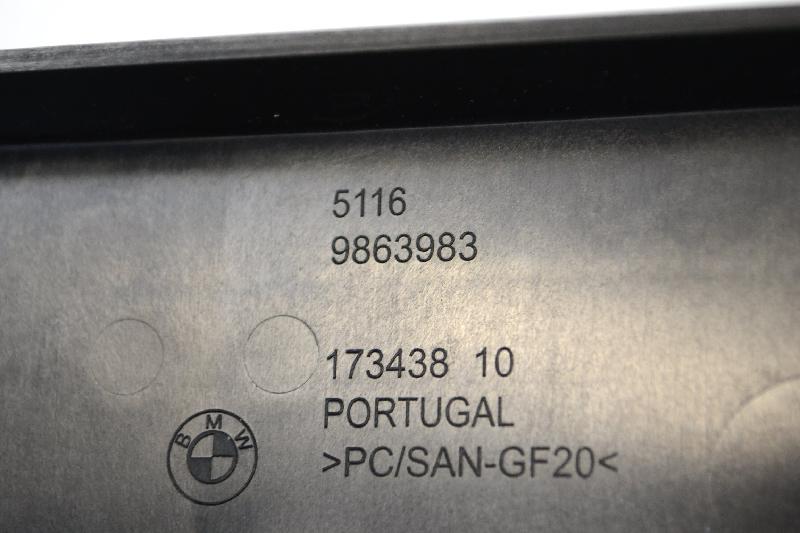 5116
9863983
173438 10
PORTUGAL
BMW
>PC/SAN-GF20<